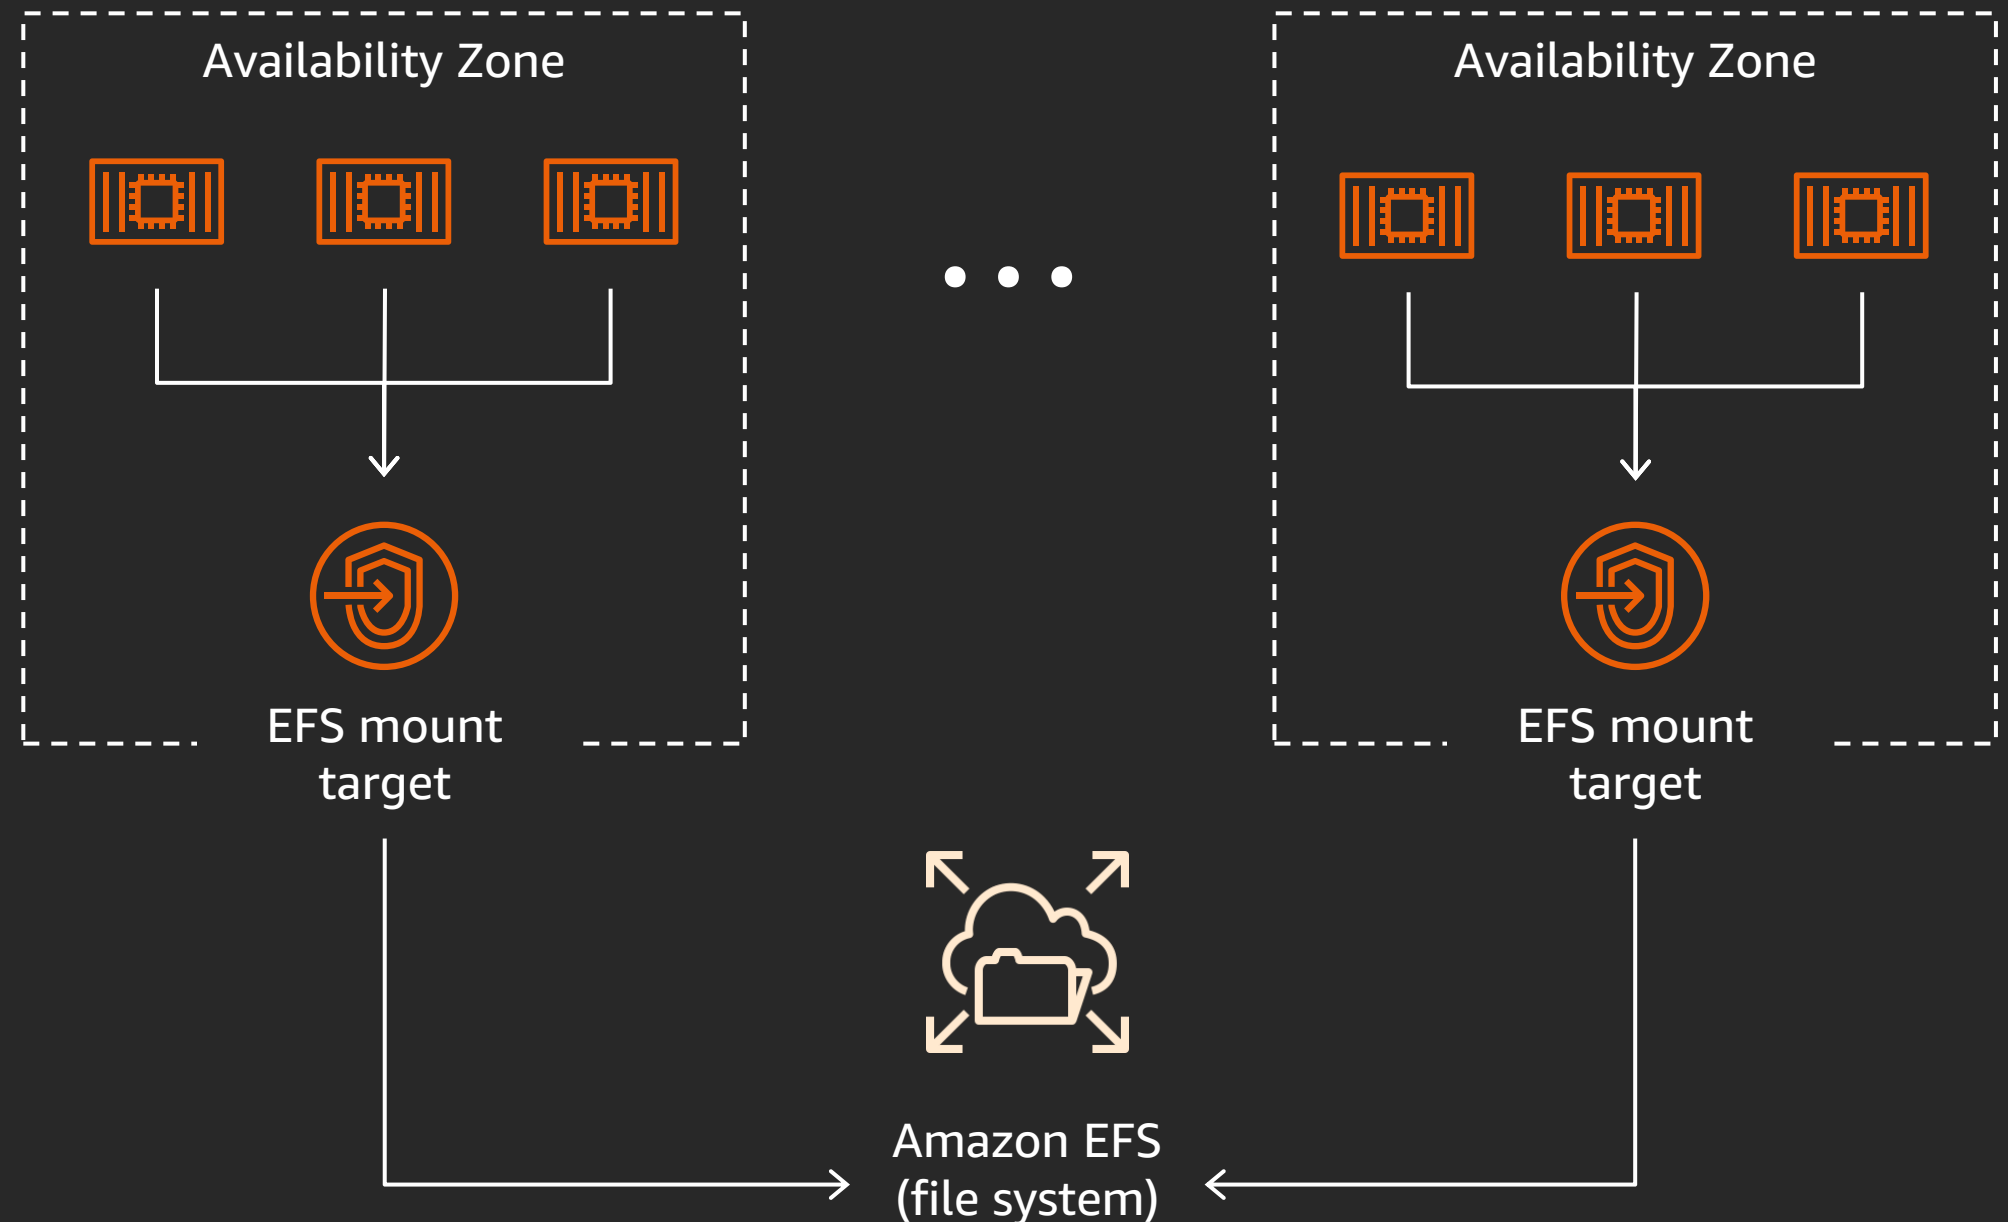 Availability Zone
Availability Zone
EFS mount
target
EFS mount
target
Amazon EFS
(file system)